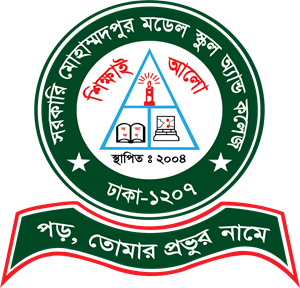 সরকারি মোহাম্মদপুর মডেল স্কুল অ্যান্ড কলেজ
শিক্ষাই আলো
স্থাপিত : ২০০৪
ঢাকা-১২০৭
পড়, তোমার প্রভুর নামে